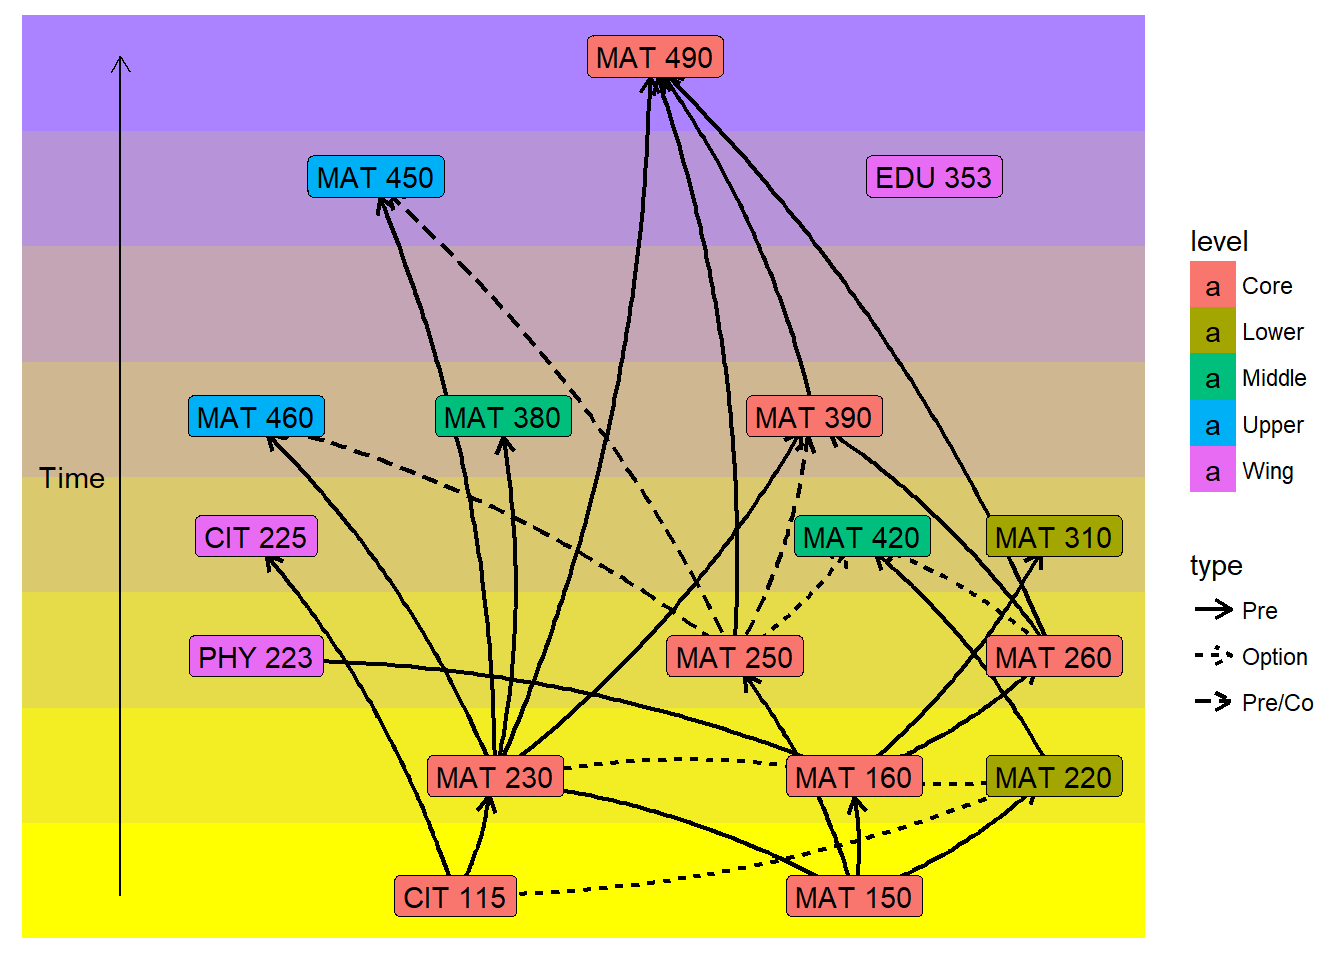 MAT 490
MAT 450
EDU 353
MAT 460
MAT 380
MAT 390
Time
CIT 225
MAT 420
MAT 310
PHY 223
MAT 250
MAT 260
MAT 230
MAT 160
MAT 220
CIT 115
MAT 150
level
a Core
a Lower
a Middle
a Upper
a Wing
type
Pre
Option
Pre/Co